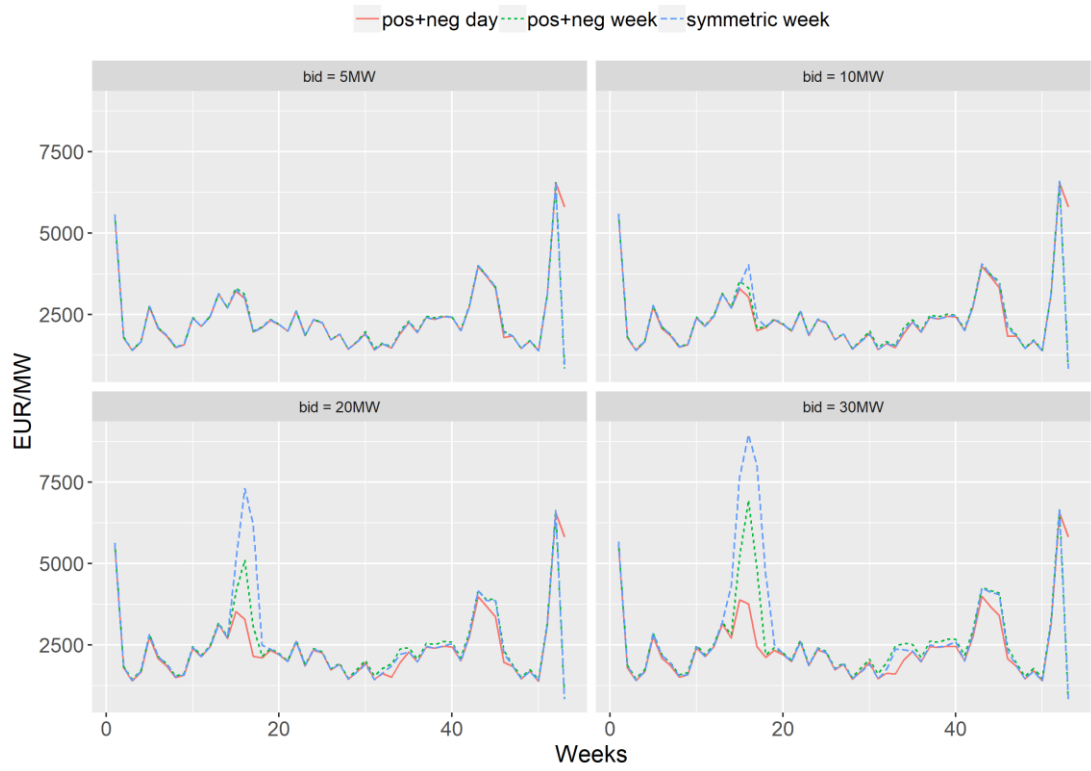 pos+neg day pos+neg week symmetric week
bid = 5MW bid = 10MW
7500
5000
2500
bid = 20MW bid = 30MW
EUR/MW
7500
5000
2500
0 20 40 0 20 40
Weeks